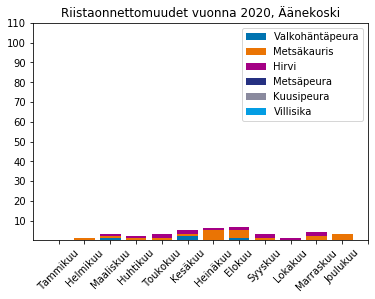 Riistaonnettomuudet vuonna 2020, Äänekoski
110
100
90
80
70
60
50
40
30
20
10
Valkohäntäpeura
Metsäkauris
Hirvi
Metsäpeura
Kuusipeura
Villisika
Tammikuu
Helmikuu
Maaliskuu
Huhtikuu
Toukokuu
Kesäkuu
Heinäkuu
Elokuu
Syyskuu
Lokakuu
Marraskuu
Joulukuu